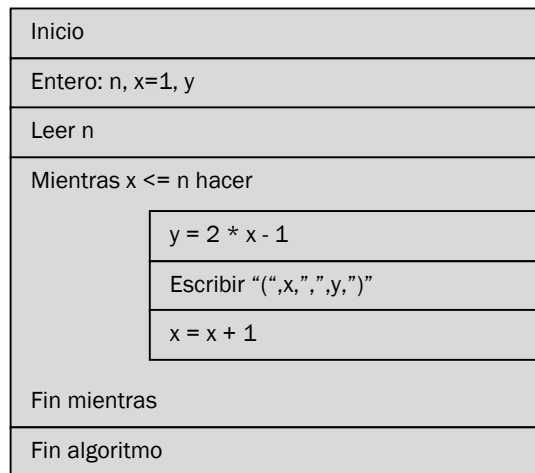 Inicio
Entero: n, x=1, y
Leer n
Mientras x <= n hacer
y = 2 * x - 1
Escribir “(“,x,”,”,y,”)”
x = x + 1
Fin mientras
Fin algoritmo